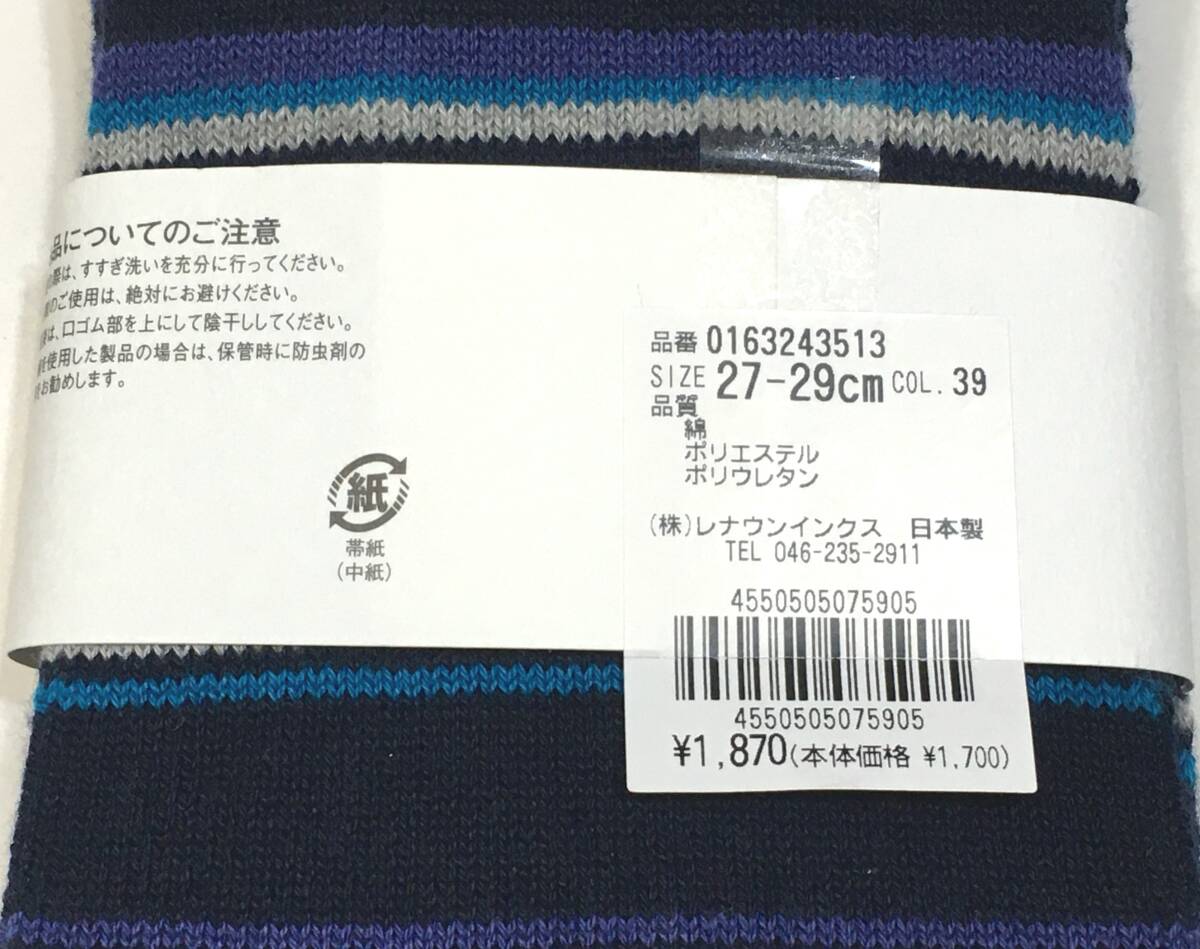 品についてのご注意
の際は、すすぎ洗いを充分に行ってください。
のご使用は、絶対にお避けください。
は、口ゴム部を上にして陰干ししてください。
を使用した製品の場合は、保管時に防虫剤の
お勧めします。
紙
帯紙
(中紙)
品番 0163243513
SIZE 27-29cm COL. 39
品質
綿
ポリエステル
ポリウレタン
(株)レナウンインクス 日本製
TEL 046-235-2911
4550505075905
4550505075905
¥1,870(本体価格 ¥1,700)